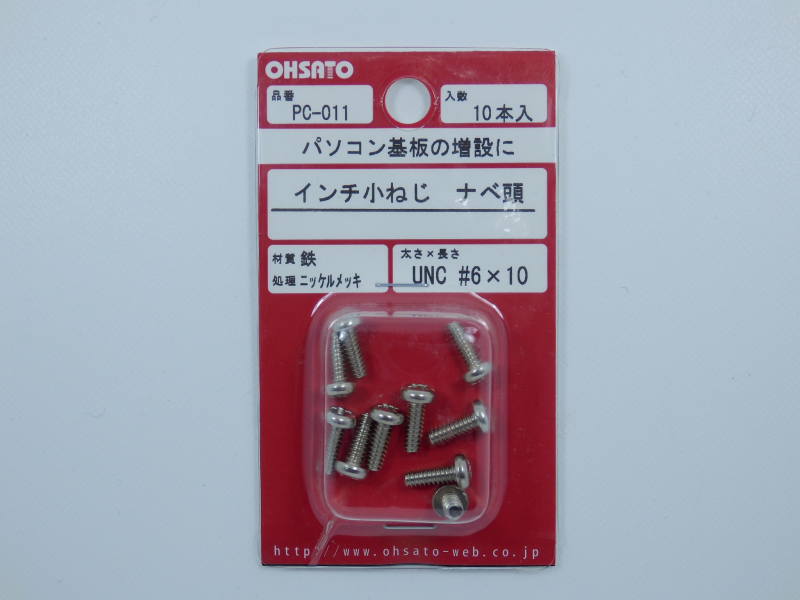 OHSATO
品番
PC-011
入数
10本入
パソコン基板の増設に
インチ小ねじ ナベ頭
材質 鉄
処理 ニッケルメッキ
太さ×長さ
UNC #6×10
http://www.ohsato-web.co.jp